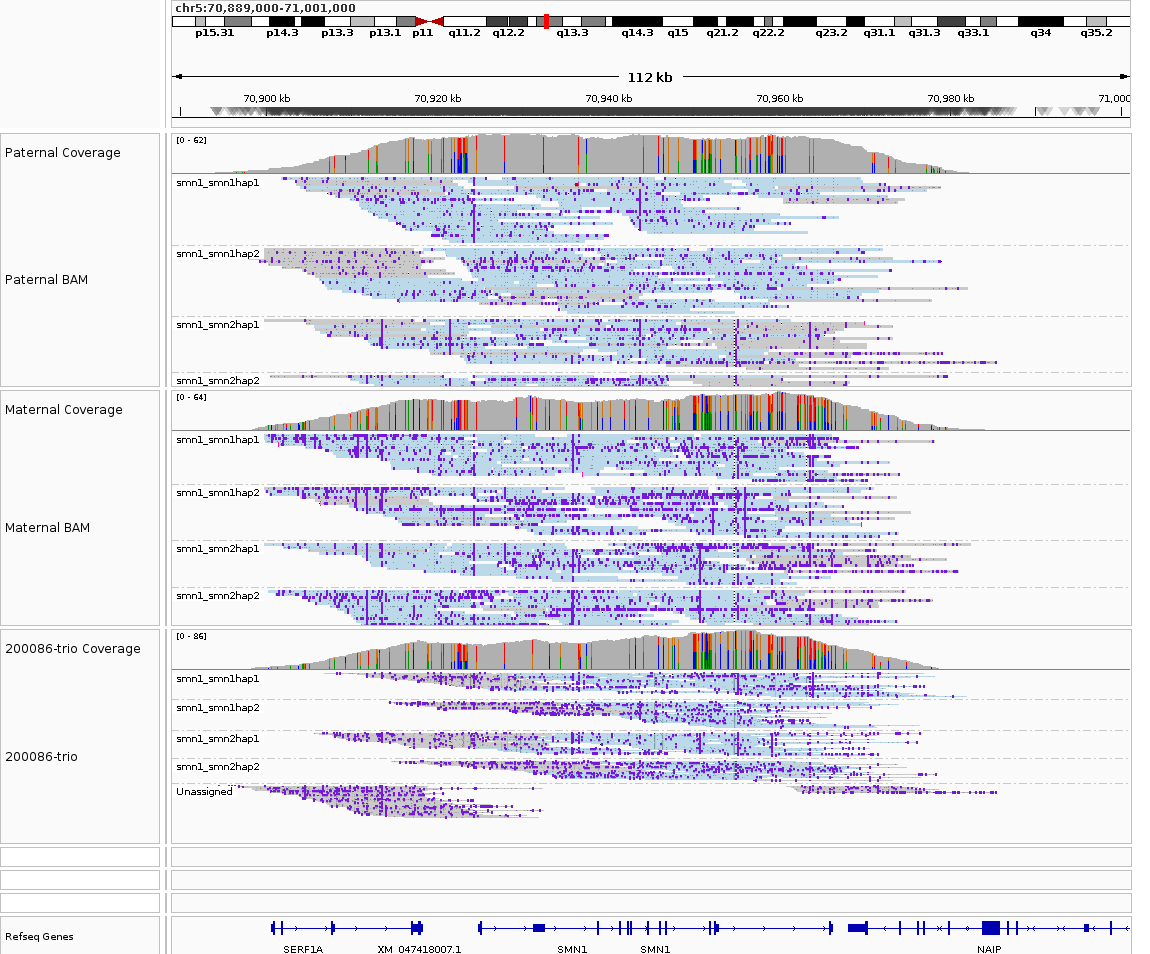 chr5:70,889,000-71,001,000
p15.31 p14.3 p13.3 p13.1 p11 q11.2 q12.2 q13.3 q14.3 q15 q21.2 q22.2 q23.2 q31.1 q31.3 q33.1 q34 q35.2
112 kb
70,900 kb 70,920 kb 70,940 kb 70,960 kb 70,980 kb 71,000
Paternal Coverage
[0 - 62]
smn1_smn1hap1
smn1_smn1hap2
Paternal BAM
smn1_smn2hap1
smn1_smn2hap2
Maternal Coverage
[0 - 64]
smn1_smn1hap1
smn1_smn1hap2
Maternal BAM
smn1_smn2hap1
smn1_smn2hap2
200086-trio Coverage
[0 - 86]
smn1_smn1hap1
smn1_smn1hap2
smn1_smn2hap1
200086-trio
smn1_smn2hap2
Unassigned
Refseq Genes
SERF1A XM_047418007.1 SMN1 SMN1 NAIP